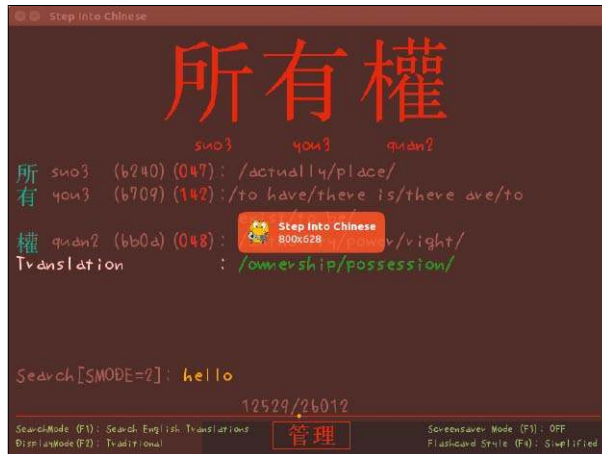 Step Into Chinese
所有權
suo3 you3 quan2
所 suo3 (6240) (047): /actually/place/
有 you3 (6709) (142):/to have/there is/there are/to
Step Into Chinese
800x628
權 quan2 (6b0a) (048): power/right/
Translation : /ownership/possession/
Search[SMODE=2]: hello
12529/26012
SearchMode (F1): Search English Translations
DisplayMode(F2): Traditional
管理
Screensaver Mode (F3): OFF
Flashcard Style (F4): Simplified